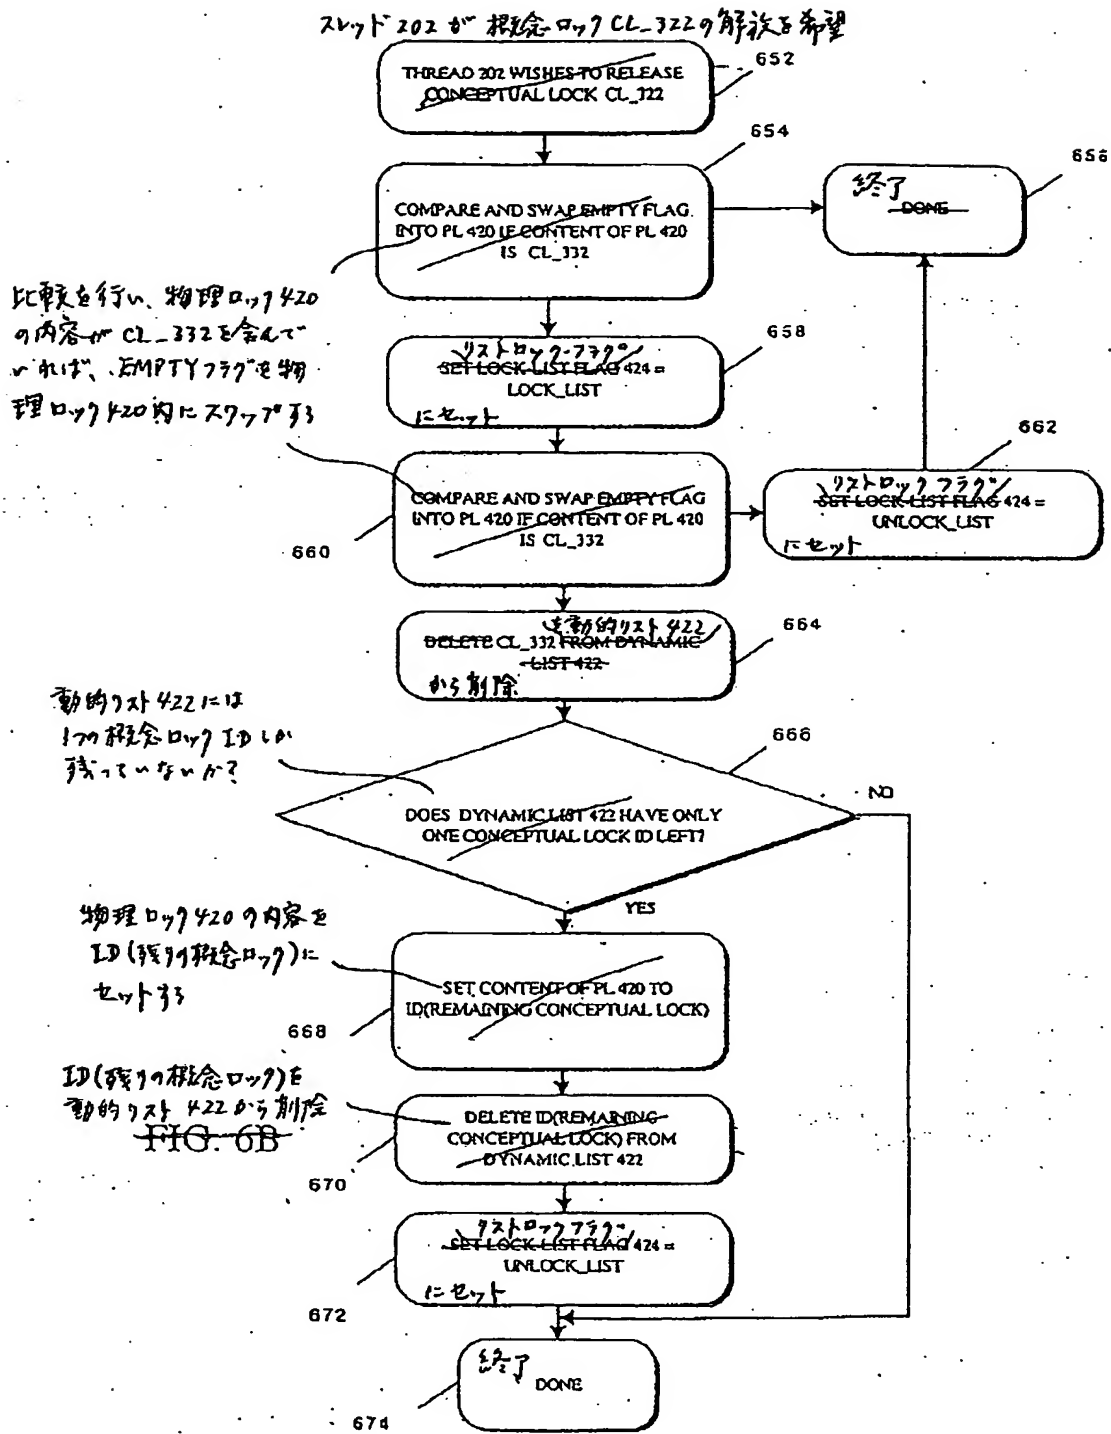 スレッド 202 が 概念ロック CL_322の解放を希望
THREAD 202 WISHES TO RELEASE
CONCEPTUAL LOCK CL_322
652
654
COMPARE AND SWAP EMPTY FLAG
INTO PL 420 IF CONTENT OF PL 420
IS CL_332
終了
DONE
656
比較を行い、物理ロック420
の内容が CL_332を含んで
いれば、EMPTYフラグを物
理ロック420内にスワップする
リストロック・フラグ
SET LOCK-LIST FLAG 424 =
LOCK_LIST
にセット
658
COMPARE AND SWAP EMPTY FLAG
INTO PL 420 IF CONTENT OF PL 420
IS CL_332
660
662
リストロックフラグ
SET LOCK-LIST FLAG 424 =
UNLOCK_LIST
にセット
を動的リスト 422
DELETE CL_332 FROM DYNAMIC
LIST 422
から削除
664
動的リスト422には
1つの概念ロック IDしか
残っていないか?
666
DOES DYNAMIC LIST 422 HAVE ONLY
ONE CONCEPTUAL LOCK ID LEFT?
NO
YES
物理ロック420の内容を
ID(残りの概念ロック)に
セットする
SET CONTENT OF PL 420 TO
ID(REMAINING CONCEPTUAL LOCK)
668
ID(残りの概念ロック)を
動的リスト 422から削除
FIG. 6B
DELETE ID(REMAINING
CONCEPTUAL LOCK) FROM
DYNAMIC LIST 422
670
リストロックフラグ
SET LOCK-LIST FLAG 424 =
UNLOCK_LIST
にセット
672
終了
DONE
674